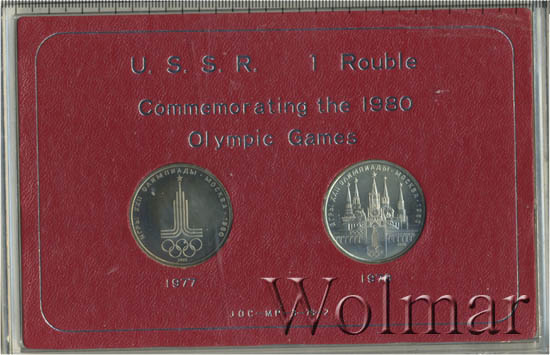 U. S. S. R. 1 Rouble
Commemorating the 1980
Olympic Games
ИГРЫ XXII ОЛИМПИАДЫ · МОСКВА · 1980
ИГРЫ XXII ОЛИМПИАДЫ · МОСКВА · 1980
1977
1978
Wolmar